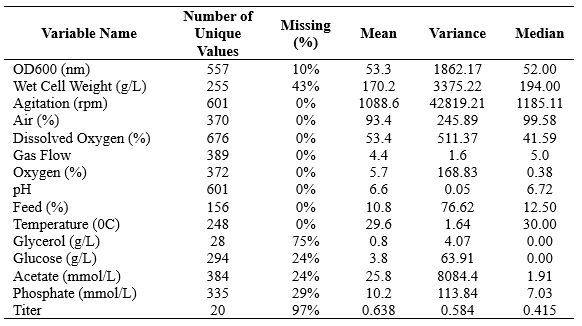 Variable Name Number of Unique Values Missing (%) Mean Variance Median
OD600 (nm) 557 10% 53.3 1862.17 52.00
Wet Cell Weight (g/L) 255 43% 170.2 3375.22 194.00
Agitation (rpm) 601 0% 1088.6 42819.21 1185.11
Air (%) 370 0% 93.4 245.89 99.58
Dissolved Oxygen (%) 676 0% 53.4 511.37 41.59
Gas Flow 389 0% 4.4 1.6 5.0
Oxygen (%) 372 0% 5.7 168.83 0.38
pH 601 0% 6.6 0.05 6.72
Feed (%) 156 0% 10.8 76.62 12.50
Temperature (0C) 248 0% 29.6 1.64 30.00
Glycerol (g/L) 28 75% 0.8 4.07 0.00
Glucose (g/L) 294 24% 3.8 63.91 0.00
Acetate (mmol/L) 384 24% 25.8 8084.4 1.91
Phosphate (mmol/L) 335 29% 10.2 113.84 7.03
Titer 20 97% 0.638 0.584 0.415